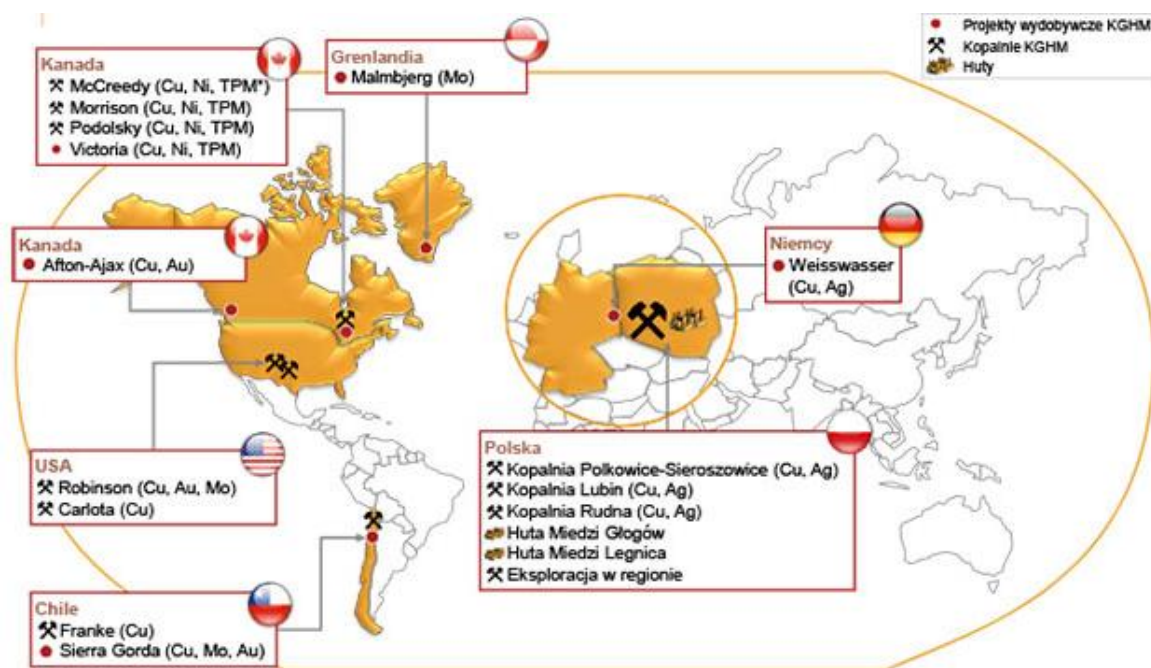 Projekty wydobywcze KGHM
Kopalnie KGHM
Huty
Kanada
McCreedy (Cu, Ni, TPM*)
Morrison (Cu, Ni, TPM)
Podolsky (Cu, Ni, TPM)
Victoria (Cu, Ni, TPM)
Grenlandia
Malmbjerg (Mo)
Kanada
Afton-Ajax (Cu, Au)
Niemcy
Weisswasser
(Cu, Ag)
USA
Robinson (Cu, Au, Mo)
Carlota (Cu)
Polska
Kopalnia Polkowice-Sieroszowice (Cu, Ag)
Kopalnia Lubin (Cu, Ag)
Kopalnia Rudna (Cu, Ag)
Huta Miedzi Głogów
Huta Miedzi Legnica
Eksploracja w regionie
Chile
Franke (Cu)
Sierra Gorda (Cu, Mo, Au)